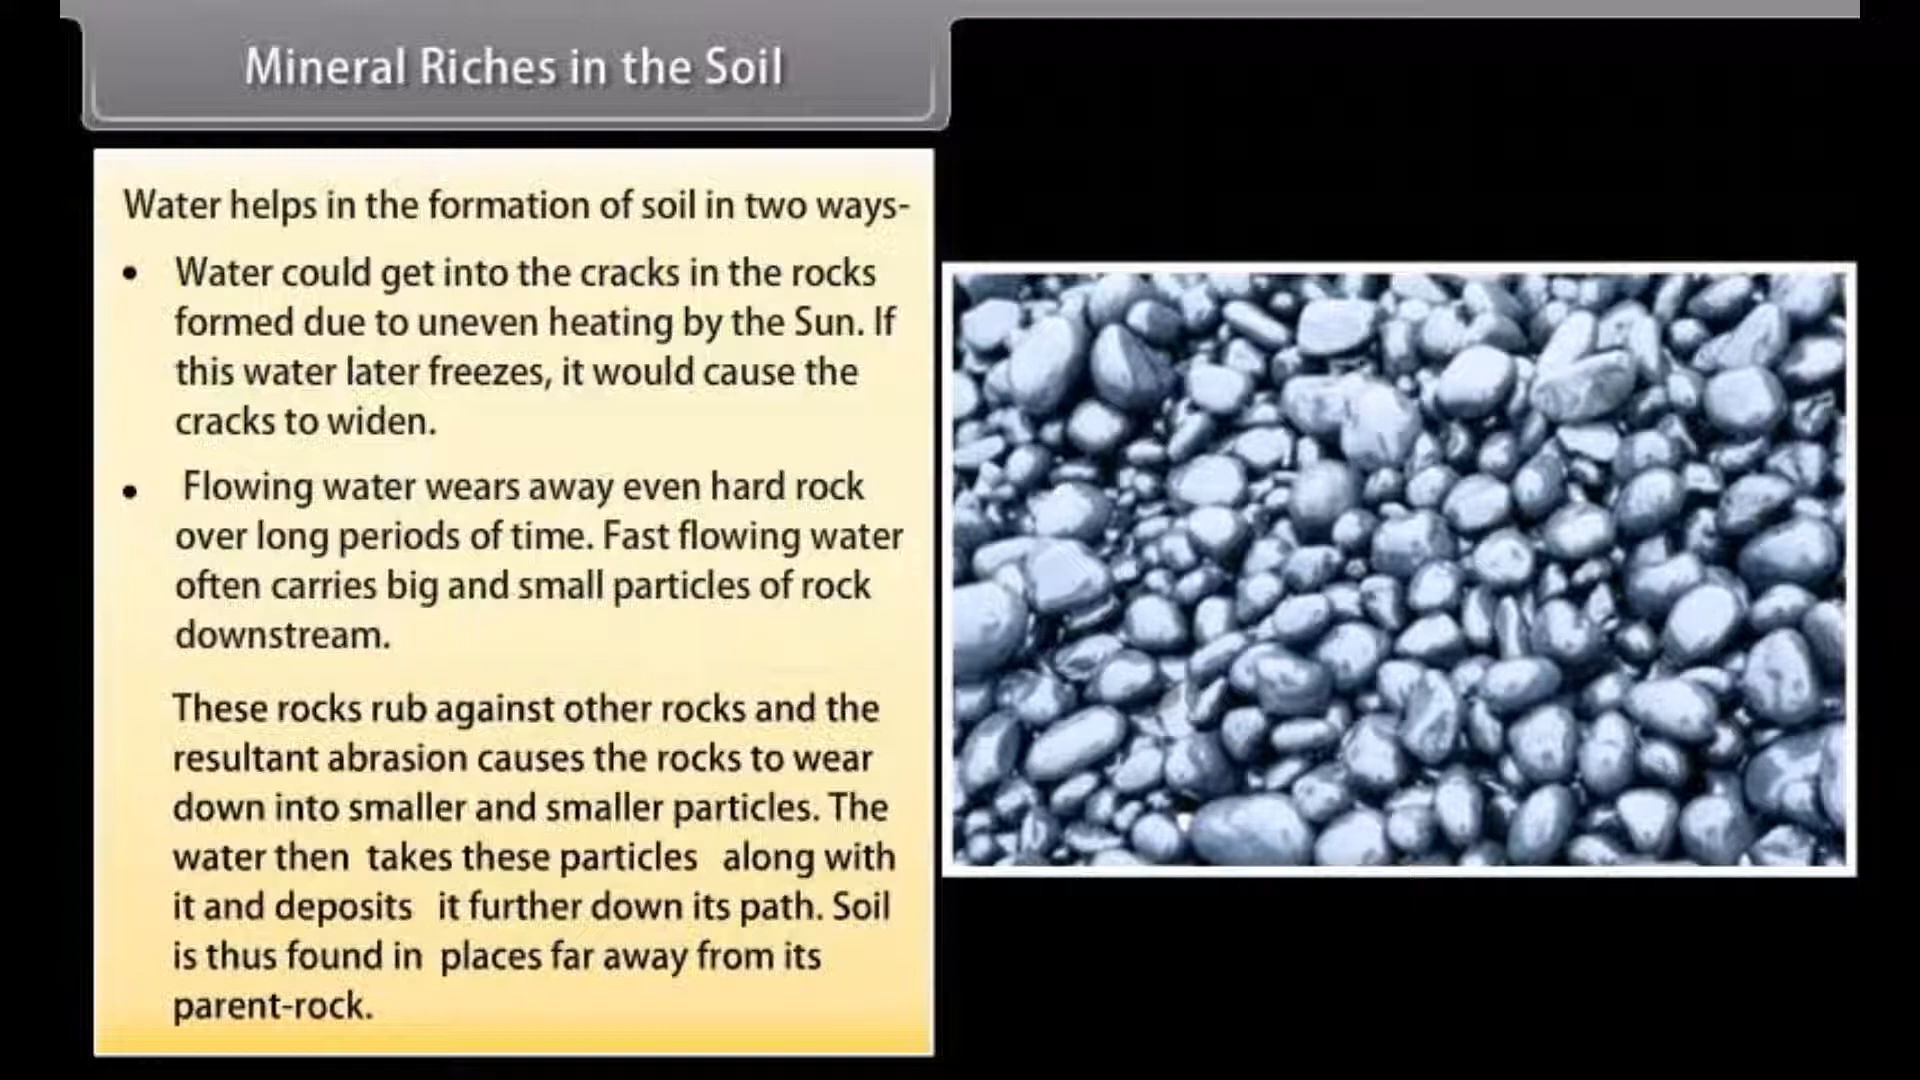 Mineral Riches in the Soil
Water helps in the formation of soil in two ways-
• Water could get into the cracks in the rocks
formed due to uneven heating by the Sun. If
this water later freezes, it would cause the
cracks to widen.
• Flowing water wears away even hard rock
over long periods of time. Fast flowing water
often carries big and small particles of rock
downstream.
These rocks rub against other rocks and the
resultant abrasion causes the rocks to wear
down into smaller and smaller particles. The
water then takes these particles along with
it and deposits it further down its path. Soil
is thus found in places far away from its
parent-rock.